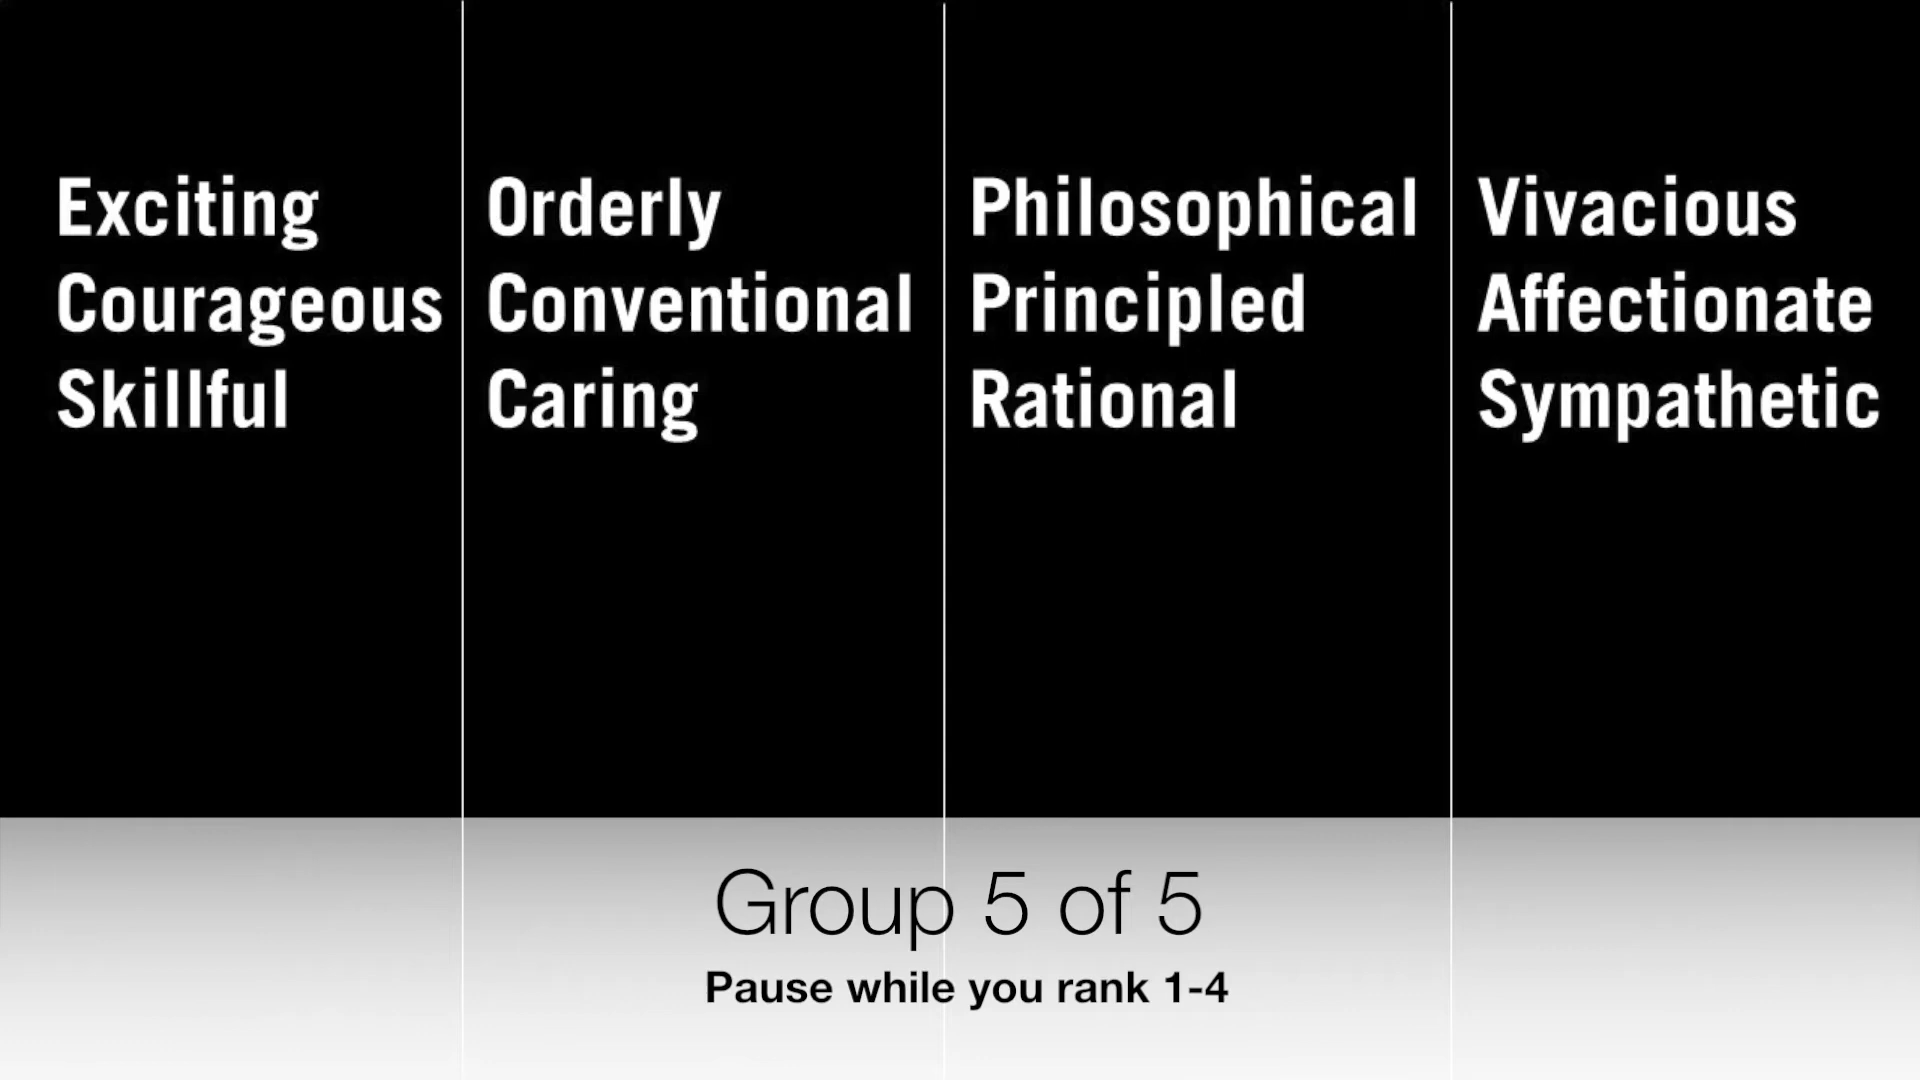 Exciting
Courageous
Skillful
Orderly
Conventional
Caring
Philosophical
Principled
Rational
Vivacious
Affectionate
Sympathetic
Group 5 of 5
Pause while you rank 1-4